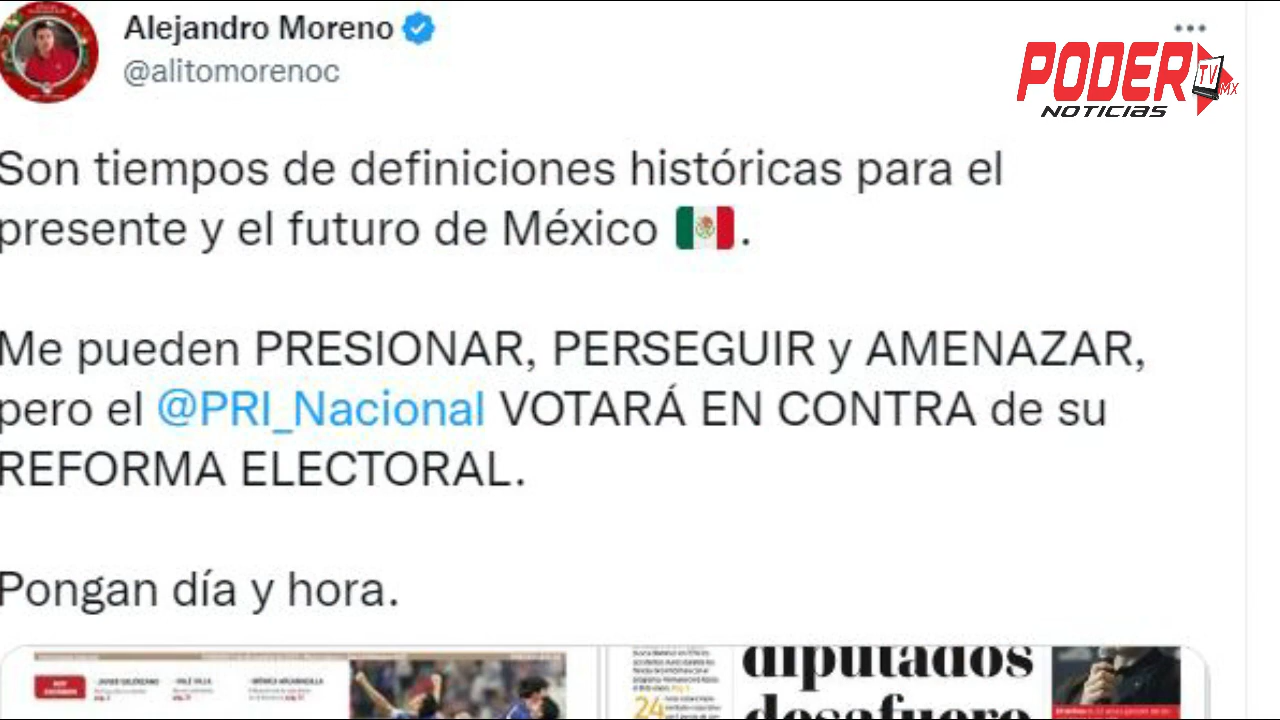 Alejandro Moreno
@alitomorenoc
PODER
TV
MX
NOTICIAS
Son tiempos de definiciones históricas para el
presente y el futuro de México 🇲🇽.
Me pueden PRESIONAR, PERSEGUIR y AMENAZAR,
pero el @PRI_Nacional VOTARÁ EN CONTRA de su
REFORMA ELECTORAL.
Pongan día y hora.
diputados
desafuero
24